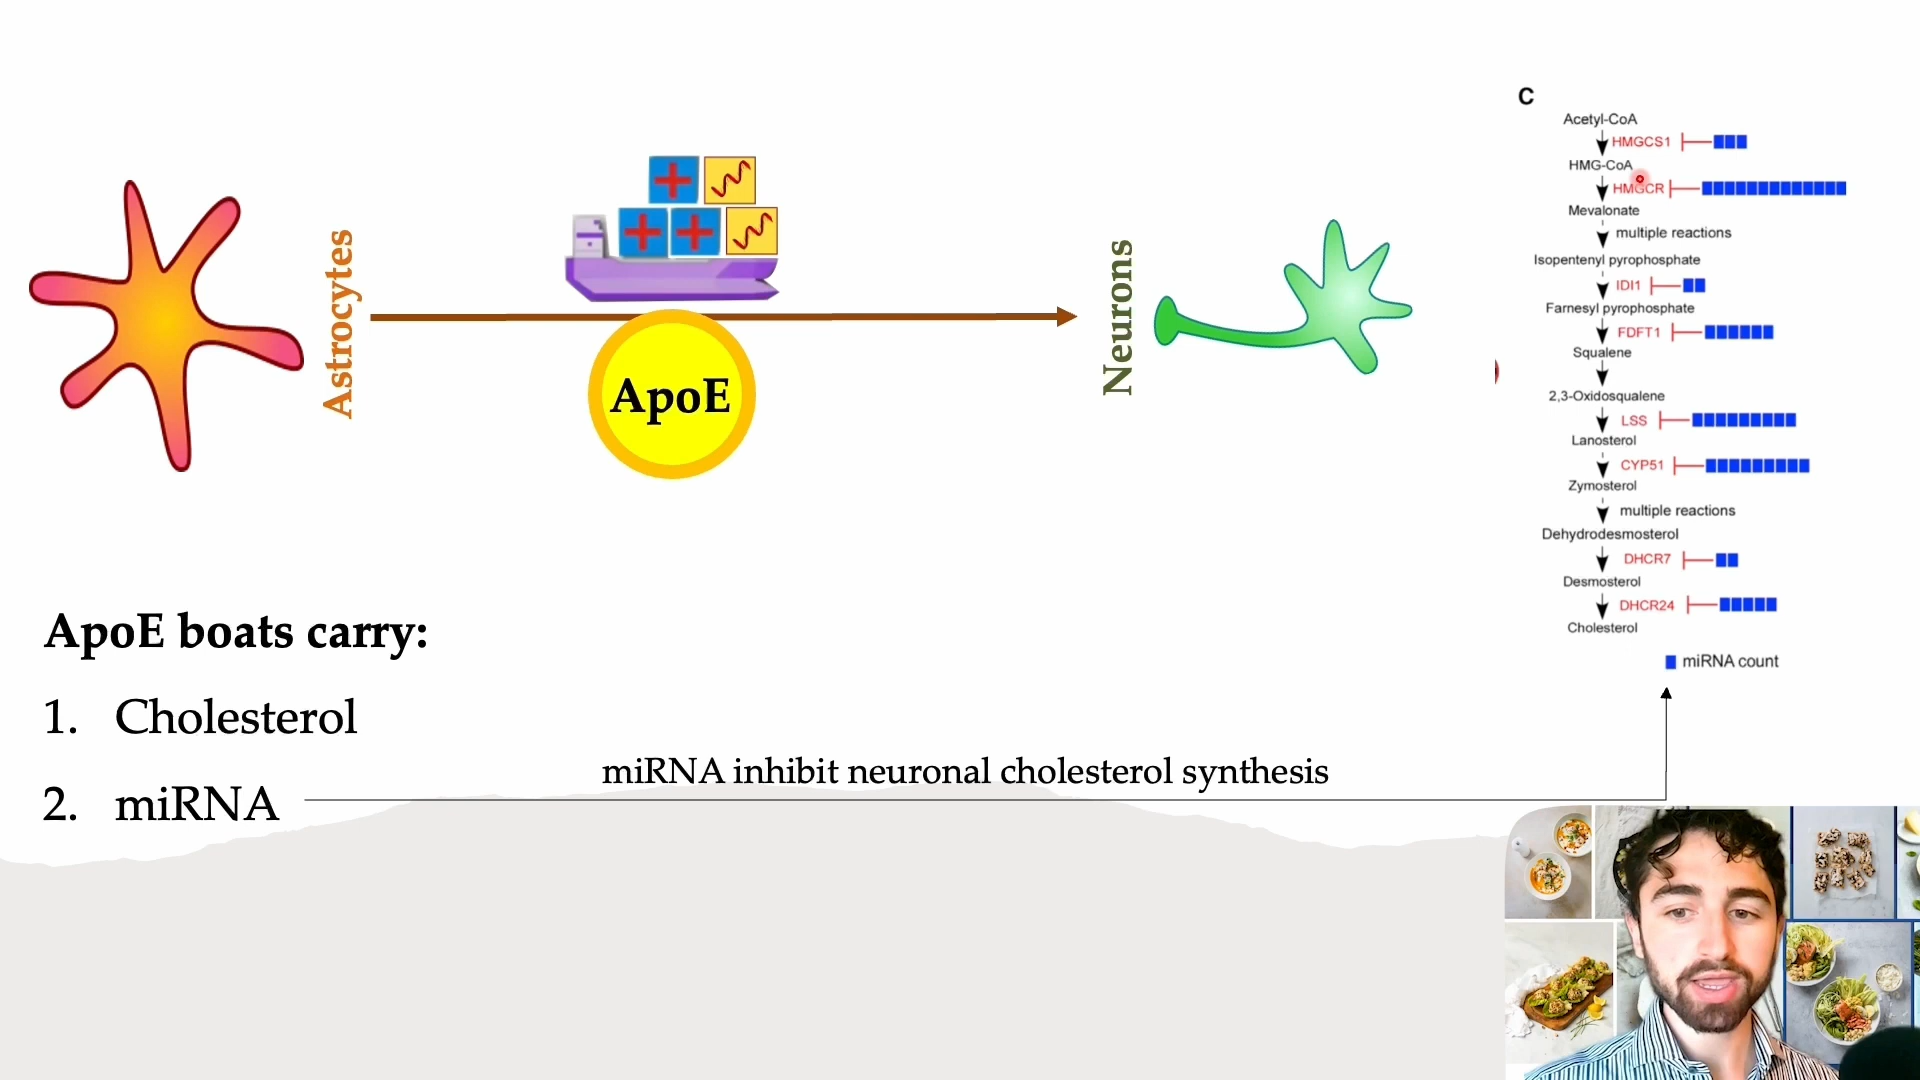 Astrocytes
ApoE
Neurons
ApoE boats carry:
1. Cholesterol
2. miRNA
miRNA inhibit neuronal cholesterol synthesis
C
Acetyl-CoA
HMGCS1
HMG-CoA
HMGCR
Mevalonate
multiple reactions
Isopentenyl pyrophosphate
IDI1
Farnesyl pyrophosphate
FDFT1
Squalene
2,3-Oxidosqualene
LSS
Lanosterol
CYP51
Zymosterol
multiple reactions
Dehydrodesmosterol
DHCR7
Desmosterol
DHCR24
Cholesterol
miRNA count